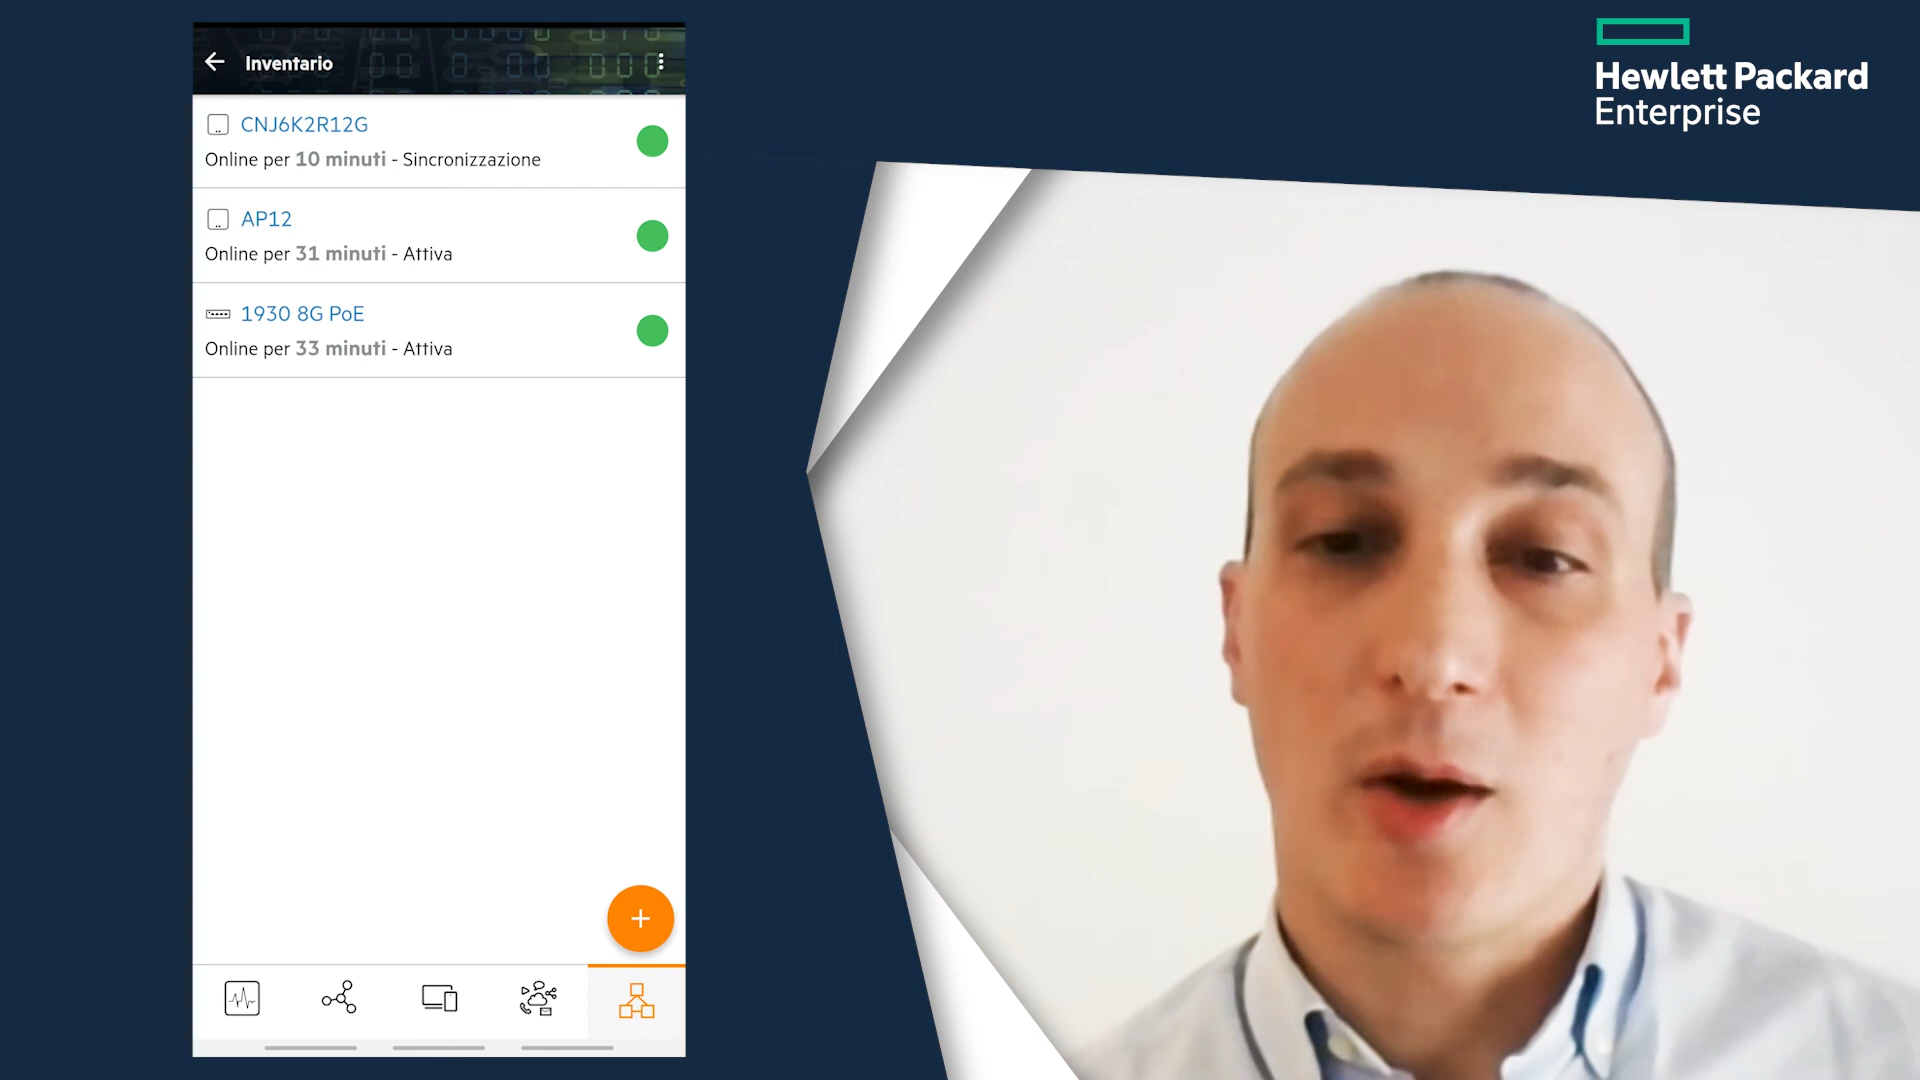 Inventario
CNJ6K2R12G
Online per 10 minuti - Sincronizzazione
AP12
Online per 31 minuti - Attiva
1930 8G PoE
Online per 33 minuti - Attiva
Hewlett Packard
Enterprise